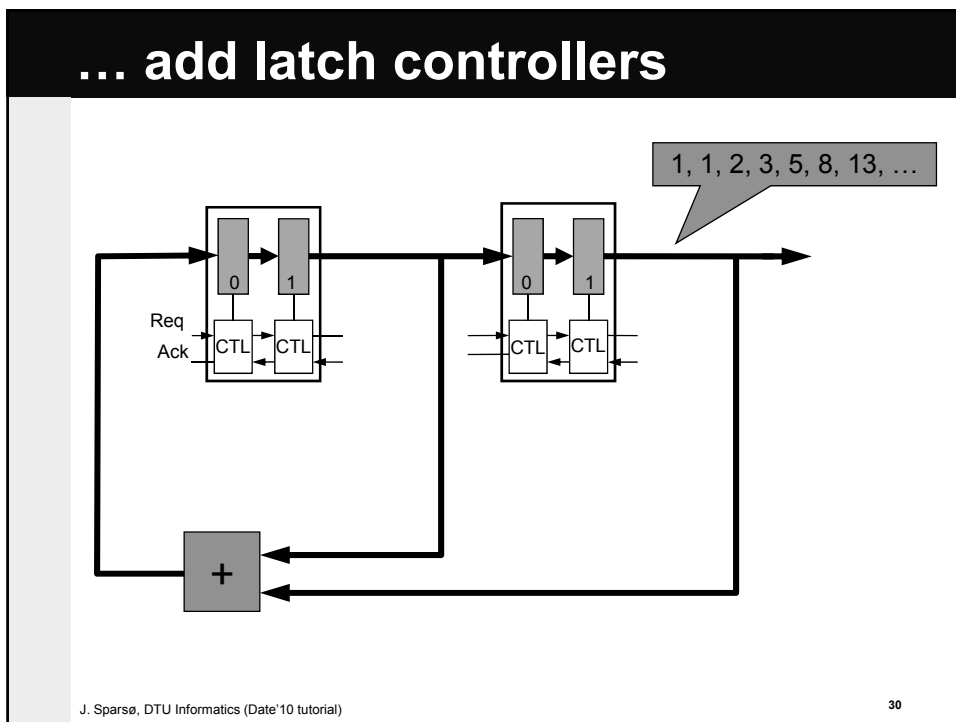 … add latch controllers
1, 1, 2, 3, 5, 8, 13, …
0 1 0 1
Req
CTL CTL CTL CTL
Ack
+
J. Sparsø, DTU Informatics (Date'10 tutorial)
30